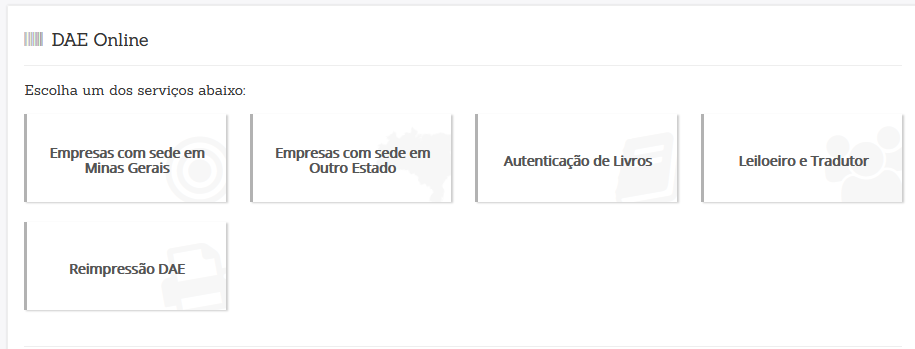 DAE Online
Escolha um dos serviços abaixo:
Empresas com sede em
Minas Gerais
Empresas com sede em
Outro Estado
Autenticação de Livros
Leiloeiro e Tradutor
Reimpressão DAE